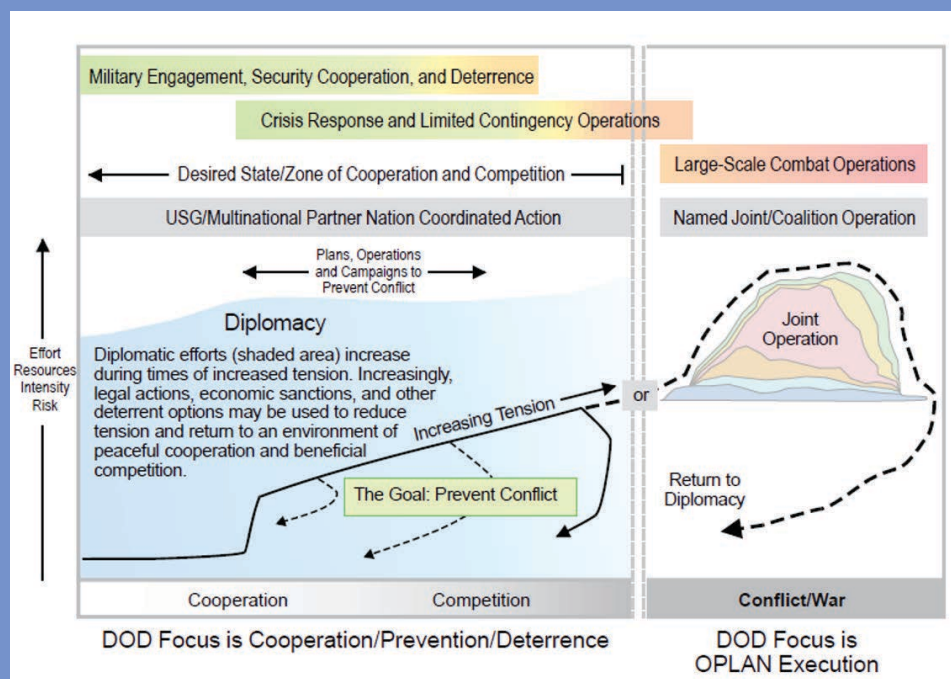 Military Engagement, Security Cooperation, and Deterrence
Crisis Response and Limited Contingency Operations
Desired State/Zone of Cooperation and Competition
Large-Scale Combat Operations
USG/Multinational Partner Nation Coordinated Action
Named Joint/Coalition Operation
Plans, Operations
and Campaigns to
Prevent Conflict
Effort
Resources
Intensity
Risk
Diplomacy
Diplomatic efforts (shaded area) increase
during times of increased tension. Increasingly,
legal actions, economic sanctions, and other
deterrent options may be used to reduce
tension and return to an environment of
peaceful cooperation and beneficial
competition.
Increasing Tension
or
Joint
Operation
The Goal: Prevent Conflict
Return to
Diplomacy
Cooperation
Competition
Conflict/War
DOD Focus is Cooperation/Prevention/Deterrence
DOD Focus is
OPLAN Execution